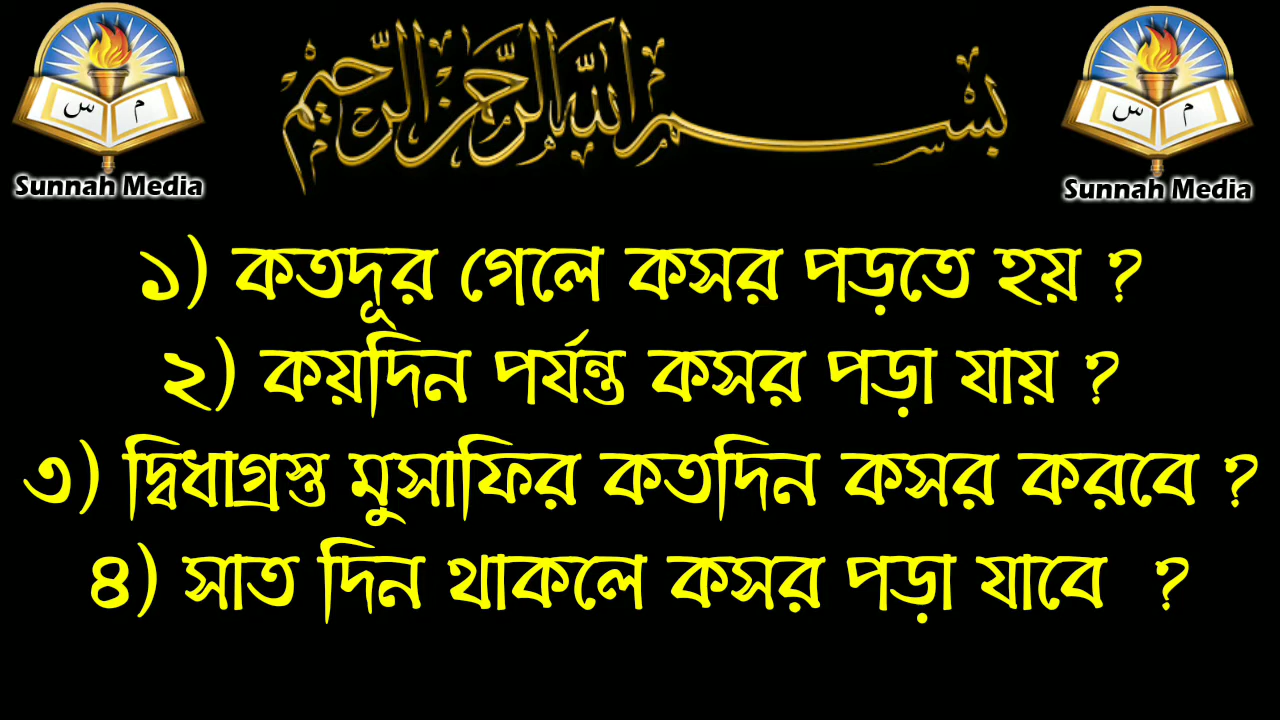 بسم الله الرحمن الرحيم
س م
Sunnah Media
س م
Sunnah Media
১) কতদূর গেলে কসর পড়তে হয় ?
২) কয়দিন পর্যন্ত কসর পড়া যায় ?
৩) দ্বিধাগ্রস্ত মুসাফির কতদিন কসর করবে ?
৪) সাত দিন থাকলে কসর পড়া যাবে ?